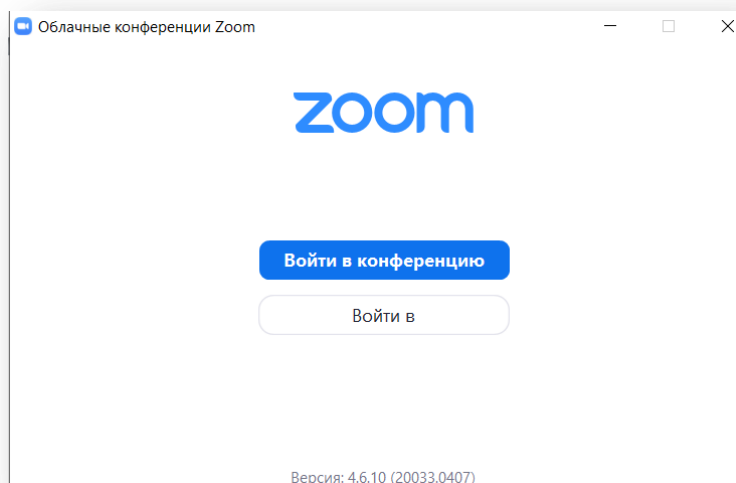 Облачные конференции Zoom
zoom
Войти в конференцию
Войти в
Версия: 4.6.10 (20033.0407)